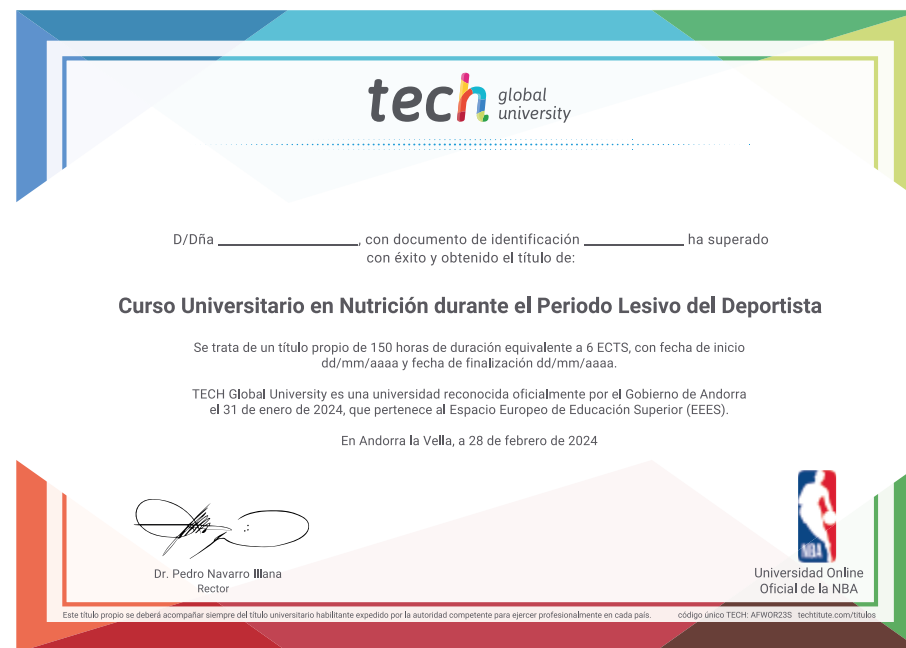 tech global
university
D/Dña ____________________, con documento de identificación ______________ ha superado
con éxito y obtenido el título de:
Curso Universitario en Nutrición durante el Periodo Lesivo del Deportista
Se trata de un título propio de 150 horas de duración equivalente a 6 ECTS, con fecha de inicio
dd/mm/aaaa y fecha de finalización dd/mm/aaaa.
TECH Global University es una universidad reconocida oficialmente por el Gobierno de Andorra
el 31 de enero de 2024, que pertenece al Espacio Europeo de Educación Superior (EEES).
En Andorra la Vella, a 28 de febrero de 2024
Dr. Pedro Navarro Illana
Rector
NBA
Universidad Online
Oficial de la NBA
Este título propio se deberá acompañar siempre del título universitario habilitante expedido por la autoridad competente para ejercer profesionalmente en cada país.
código único TECH: AFWOR23S techtitute.com/titulos